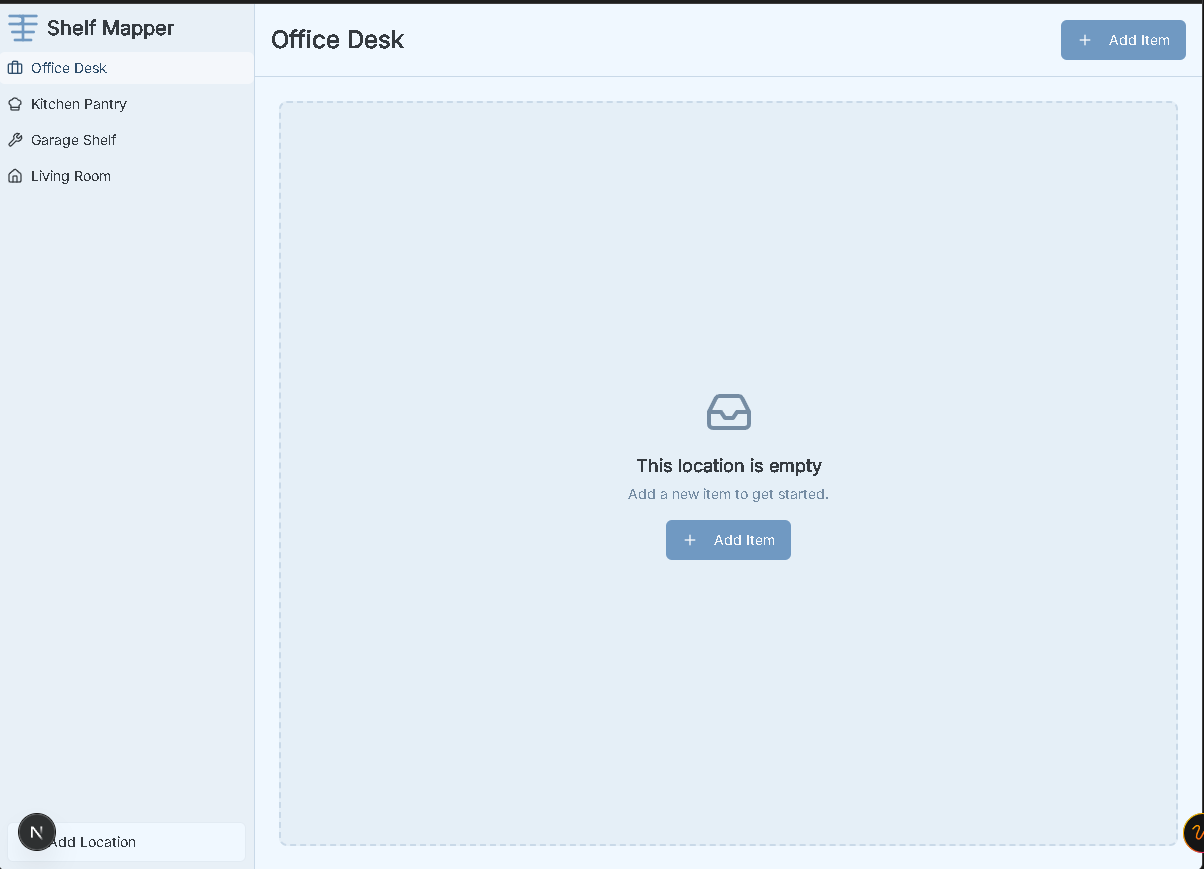 Shelf Mapper
Office Desk
Kitchen Pantry
Garage Shelf
Living Room
N
Add Location
Office Desk
+ Add Item
This location is empty
Add a new item to get started.
+ Add Item